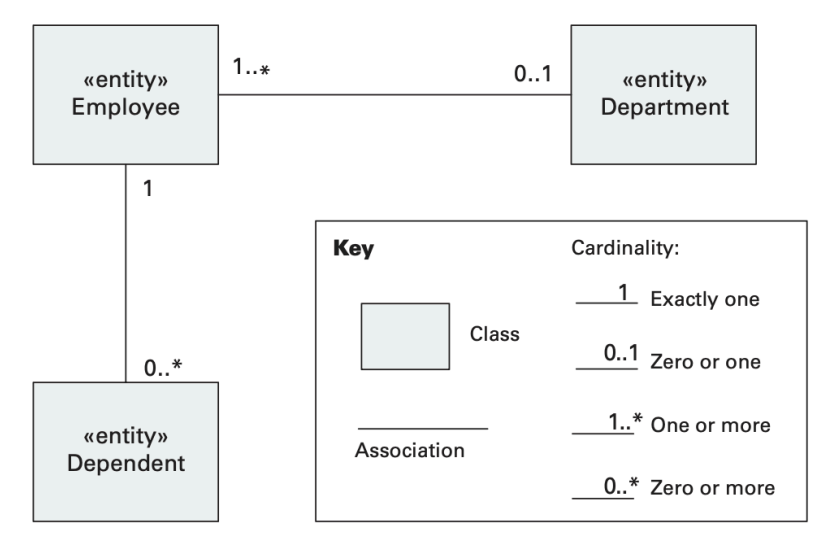 «entity»
Employee
1..*
0..1
«entity»
Department
1
0..*
«entity»
Dependent
Key
Cardinality:
Class
Association
1 Exactly one
0..1 Zero or one
1..* One or more
0..* Zero or more